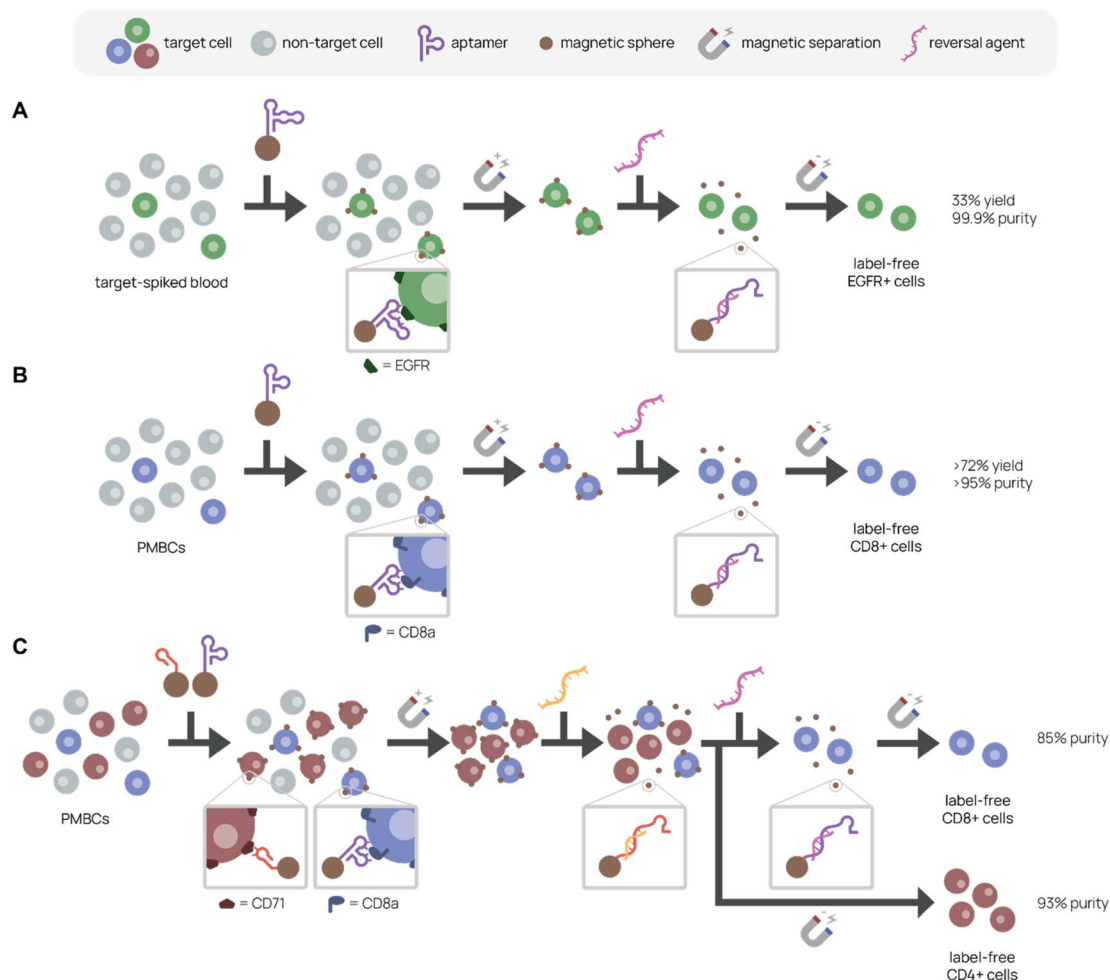 target cell
non-target cell
aptamer
magnetic sphere
magnetic separation
reversal agent
A
target-spiked blood
+
-
33% yield
99.9% purity
label-free
EGFR+ cells
= EGFR
B
PMBCs
+
-
>72% yield
>95% purity
label-free
CD8+ cells
= CD8a
C
PMBCs
+
-
85% purity
label-free
CD8+ cells
= CD71
= CD8a
-
93% purity
label-free
CD4+ cells